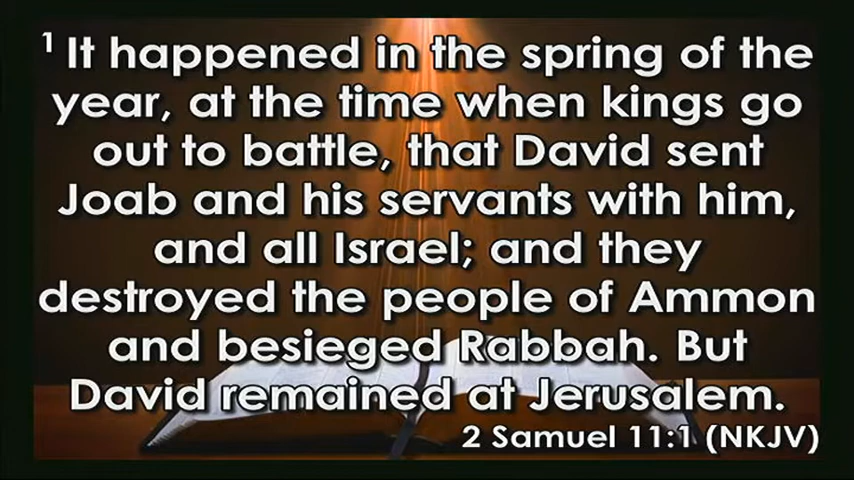 ¹ It happened in the spring of the
year, at the time when kings go
out to battle, that David sent
Joab and his servants with him,
and all Israel; and they
destroyed the people of Ammon
and besieged Rabbah. But
David remained at Jerusalem.
2 Samuel 11:1 (NKJV)